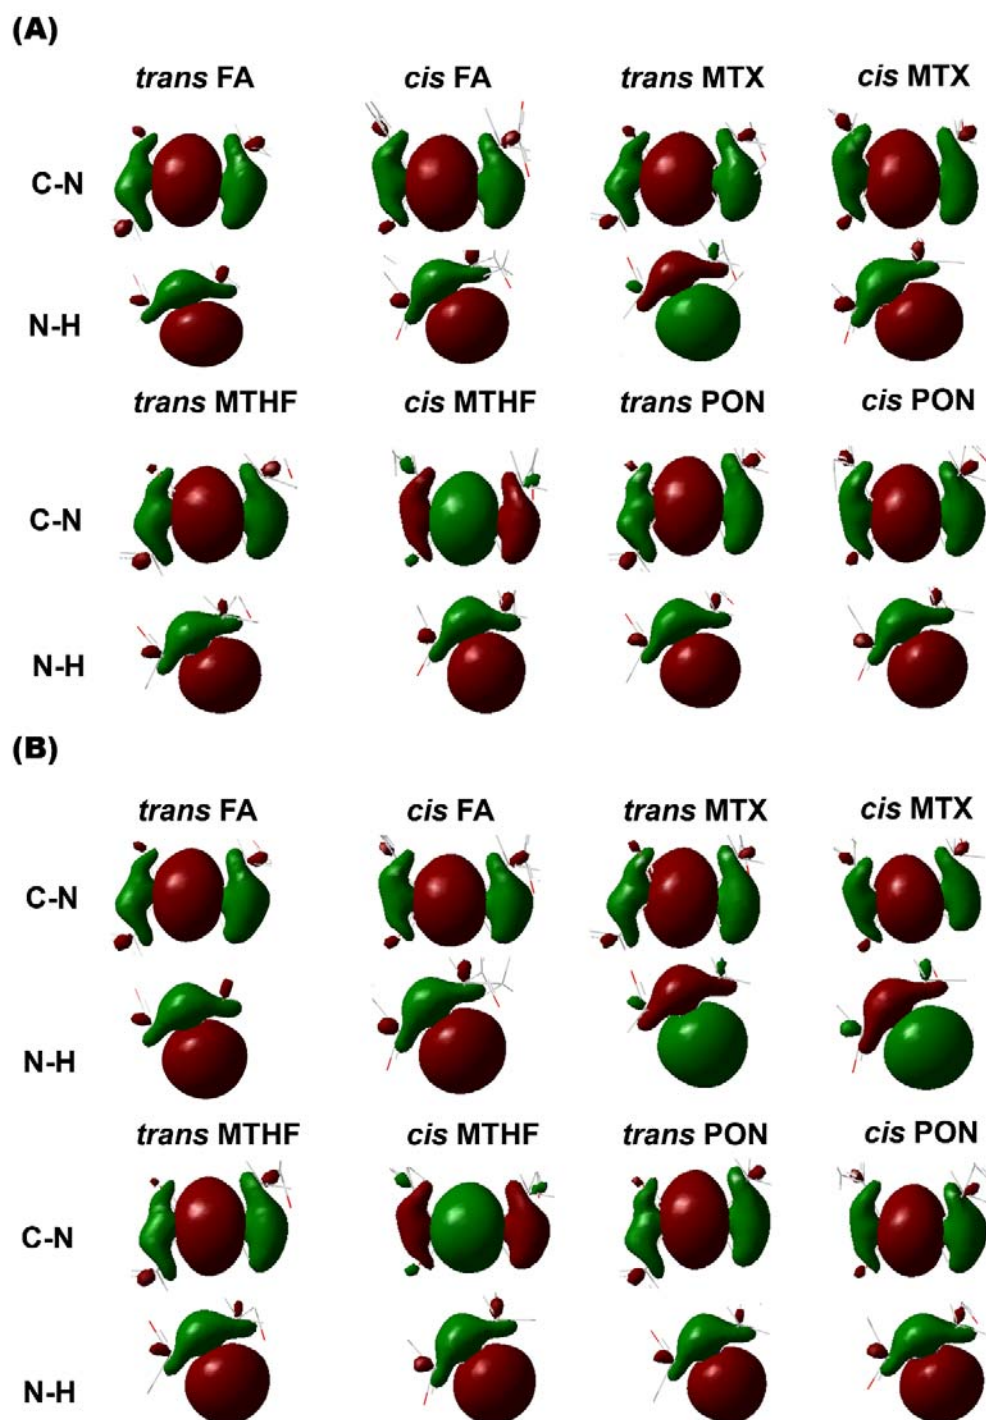 (A)
trans FA cis FA trans MTX cis MTX
C-N
N-H
trans MTHF cis MTHF trans PON cis PON
C-N
N-H
(B)
trans FA cis FA trans MTX cis MTX
C-N
N-H
trans MTHF cis MTHF trans PON cis PON
C-N
N-H